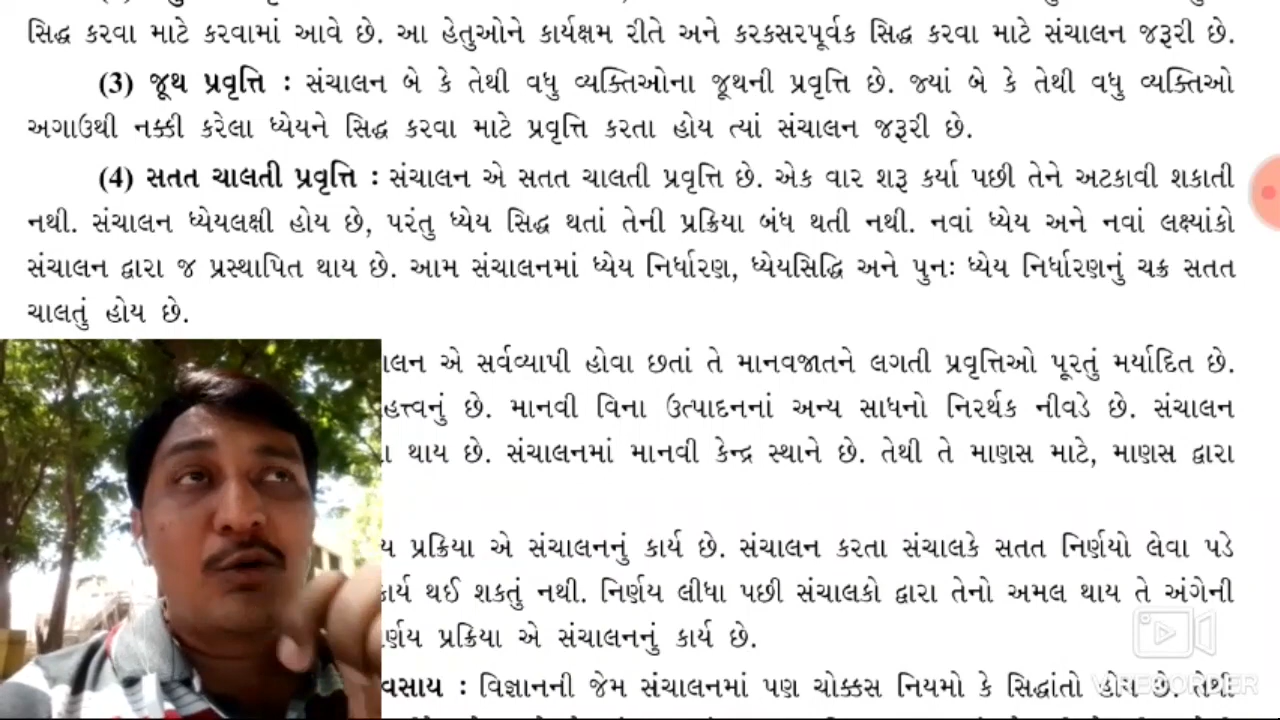 સિદ્ધ કરવા માટે કરવામાં આવે છે. આ હેતુઓને કાર્યક્ષમ રીતે અને કરકસરપૂર્વક સિદ્ધ કરવા માટે સંચાલન જરૂરી છે.
(3) જૂથ પ્રવૃત્તિ : સંચાલન બે કે તેથી વધુ વ્યક્તિઓના જૂથની પ્રવૃત્તિ છે. જ્યાં બે કે તેથી વધુ વ્યક્તિઓ
અગાઉથી નક્કી કરેલા ધ્યેયને સિદ્ધ કરવા માટે પ્રવૃત્તિ કરતા હોય ત્યાં સંચાલન જરૂરી છે.
(4) સતત ચાલતી પ્રવૃત્તિ : સંચાલન એ સતત ચાલતી પ્રવૃત્તિ છે. એક વાર શરૂ કર્યા પછી તેને અટકાવી શકાતી
નથી. સંચાલન ધ્યેયલક્ષી હોય છે, પરંતુ ધ્યેય સિદ્ધ થતાં તેની પ્રક્રિયા બંધ થતી નથી. નવાં ધ્યેય અને નવાં લક્ષ્યાંકો
સંચાલન દ્વારા જ પ્રસ્થાપિત થાય છે. આમ સંચાલનમાં ધ્યેય નિર્ધારણ, ધ્યેયસિદ્ધિ અને પુનઃ ધ્યેય નિર્ધારણનું ચક્ર સતત
ચાલતું હોય છે.
ાલન એ સર્વવ્યાપી હોવા છતાં તે માનવજાતને લગતી પ્રવૃત્તિઓ પૂરતું મર્યાદિત છે.
હત્ત્વનું છે. માનવી વિના ઉત્પાદનનાં અન્ય સાધનો નિરર્થક નીવડે છે. સંચાલન
થાય છે. સંચાલનમાં માનવી કેન્દ્ર સ્થાને છે. તેથી તે માણસ માટે, માણસ દ્વારા
ય પ્રક્રિયા એ સંચાલનનું કાર્ય છે. સંચાલન કરતા સંચાલકે સતત નિર્ણયો લેવા પડે
કાર્ય થઈ શકતું નથી. નિર્ણય લીધા પછી સંચાલકો દ્વારા તેનો અમલ થાય તે અંગેની
ર્ણય પ્રક્રિયા એ સંચાલનનું કાર્ય છે.
વસાય : વિજ્ઞાનની જેમ સંચાલનમાં પણ ચોક્કસ નિયમો કે સિદ્ધાંતો હોય છે. તેથી